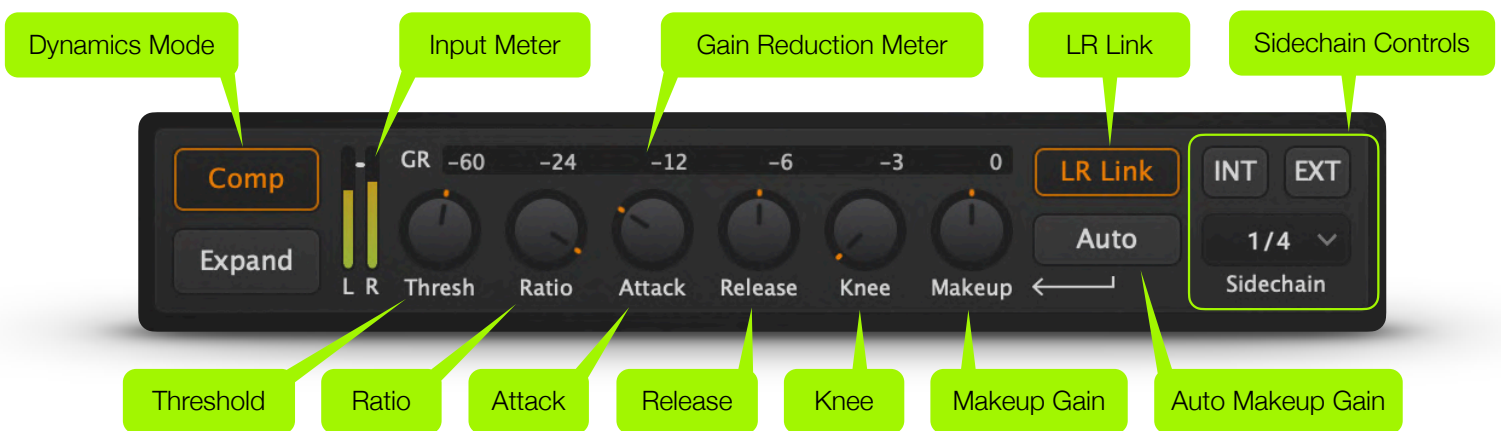 Dynamics Mode
Input Meter
Gain Reduction Meter
LR Link
Sidechain Controls
Comp
GR -60 -24 -12 -6 -3 0
LR Link
INT EXT
Expand
Auto
1/4
L R
Thresh Ratio Attack Release Knee Makeup
Sidechain
Threshold
Ratio
Attack
Release
Knee
Makeup Gain
Auto Makeup Gain